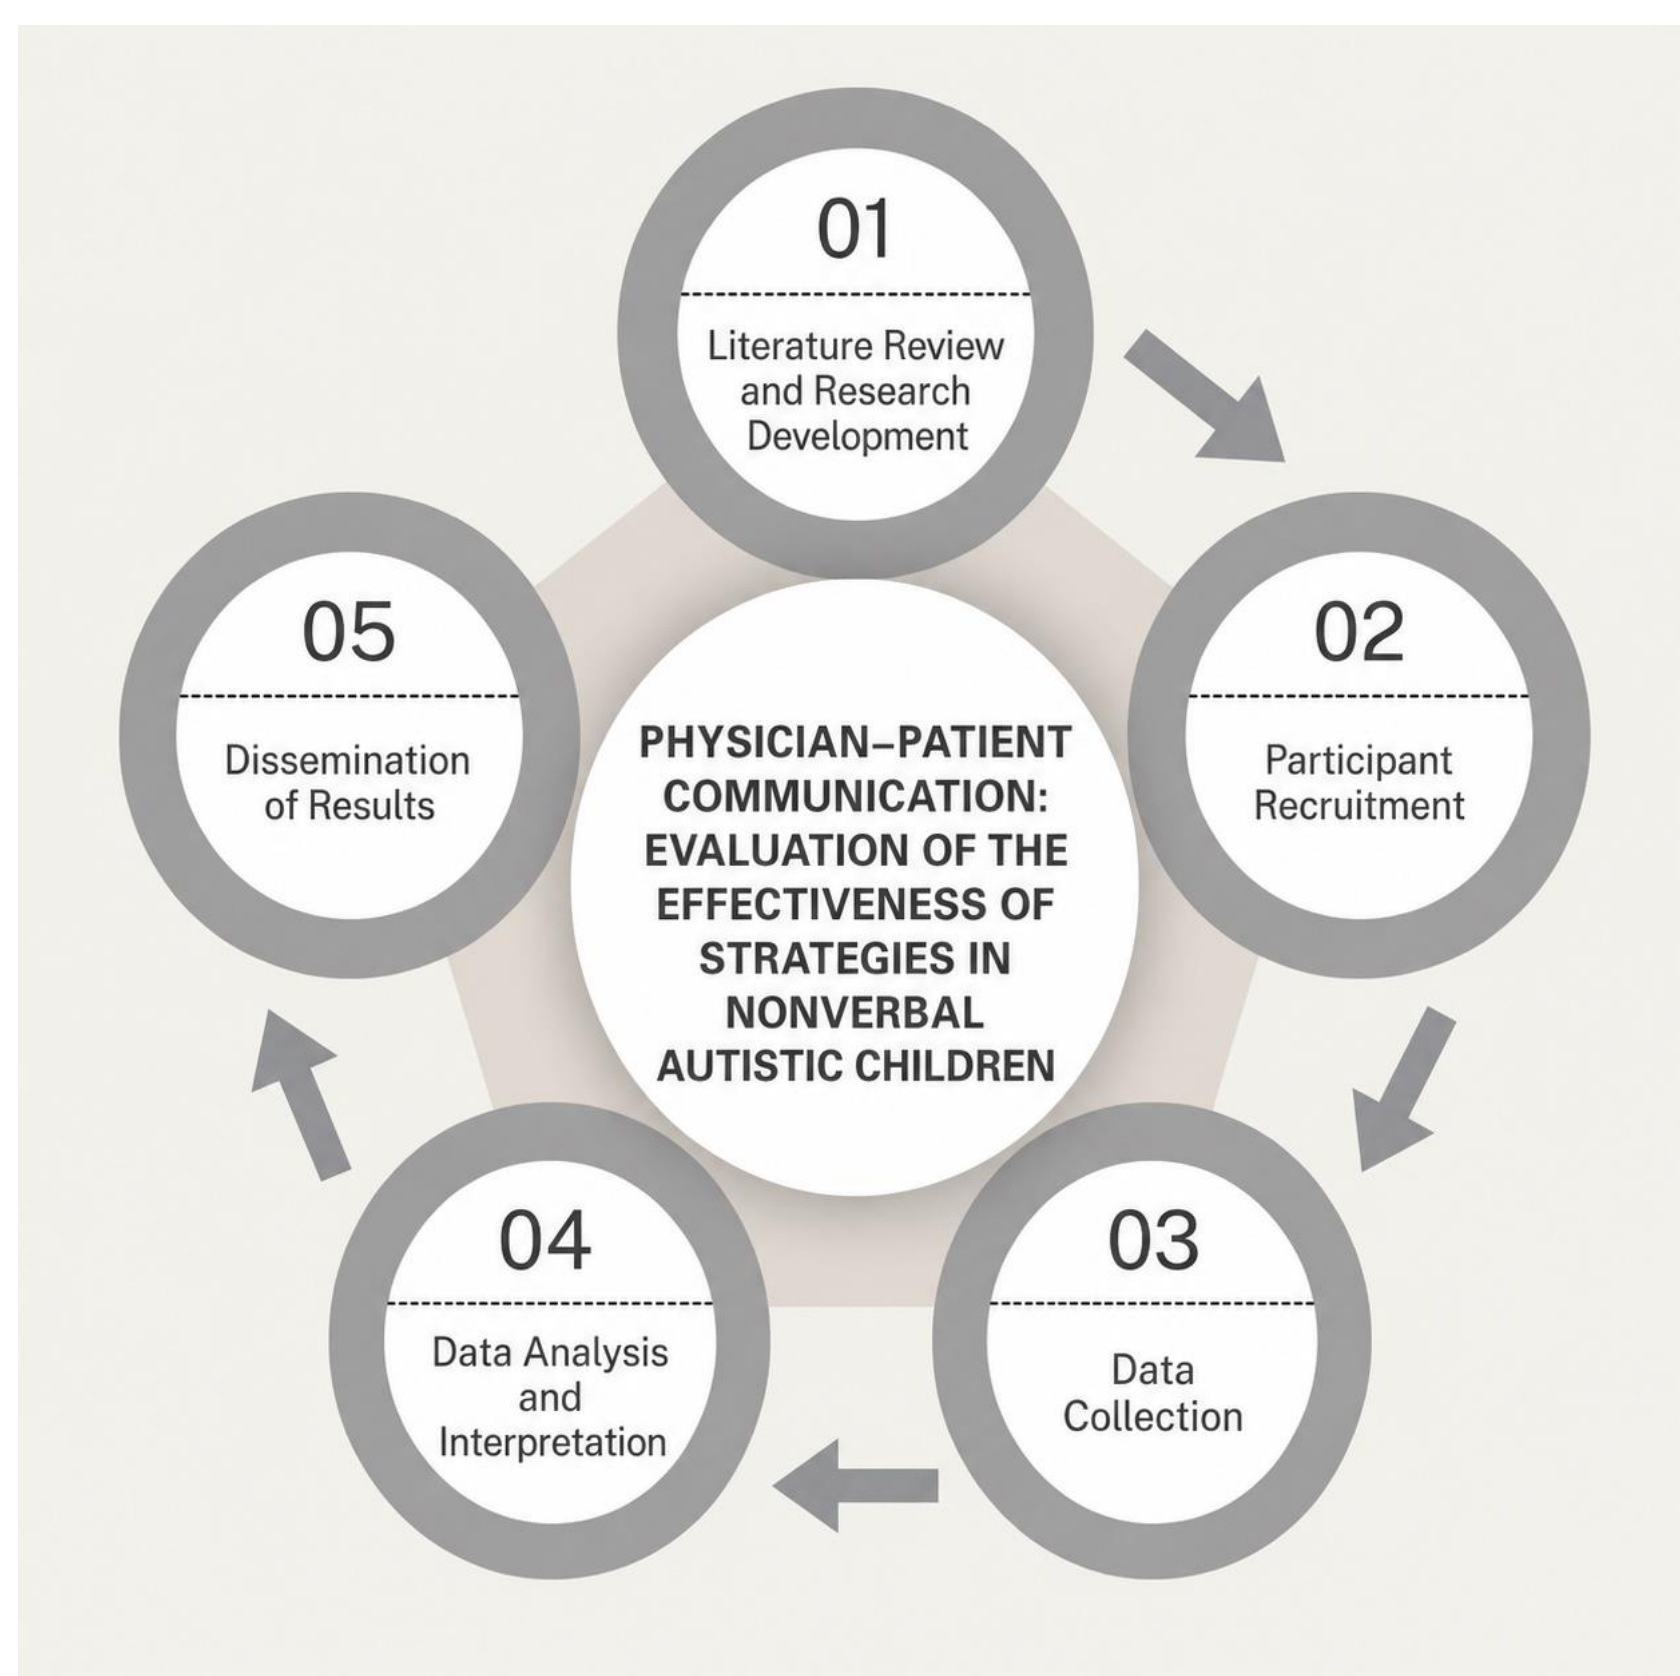 01
Literature Review
and Research
Development
02
Participant
Recruitment
03
Data
Collection
04
Data Analysis
and
Interpretation
05
Dissemination
of Results
PHYSICIAN–PATIENT
COMMUNICATION:
EVALUATION OF THE
EFFECTIVENESS OF
STRATEGIES IN
NONVERBAL
AUTISTIC CHILDREN